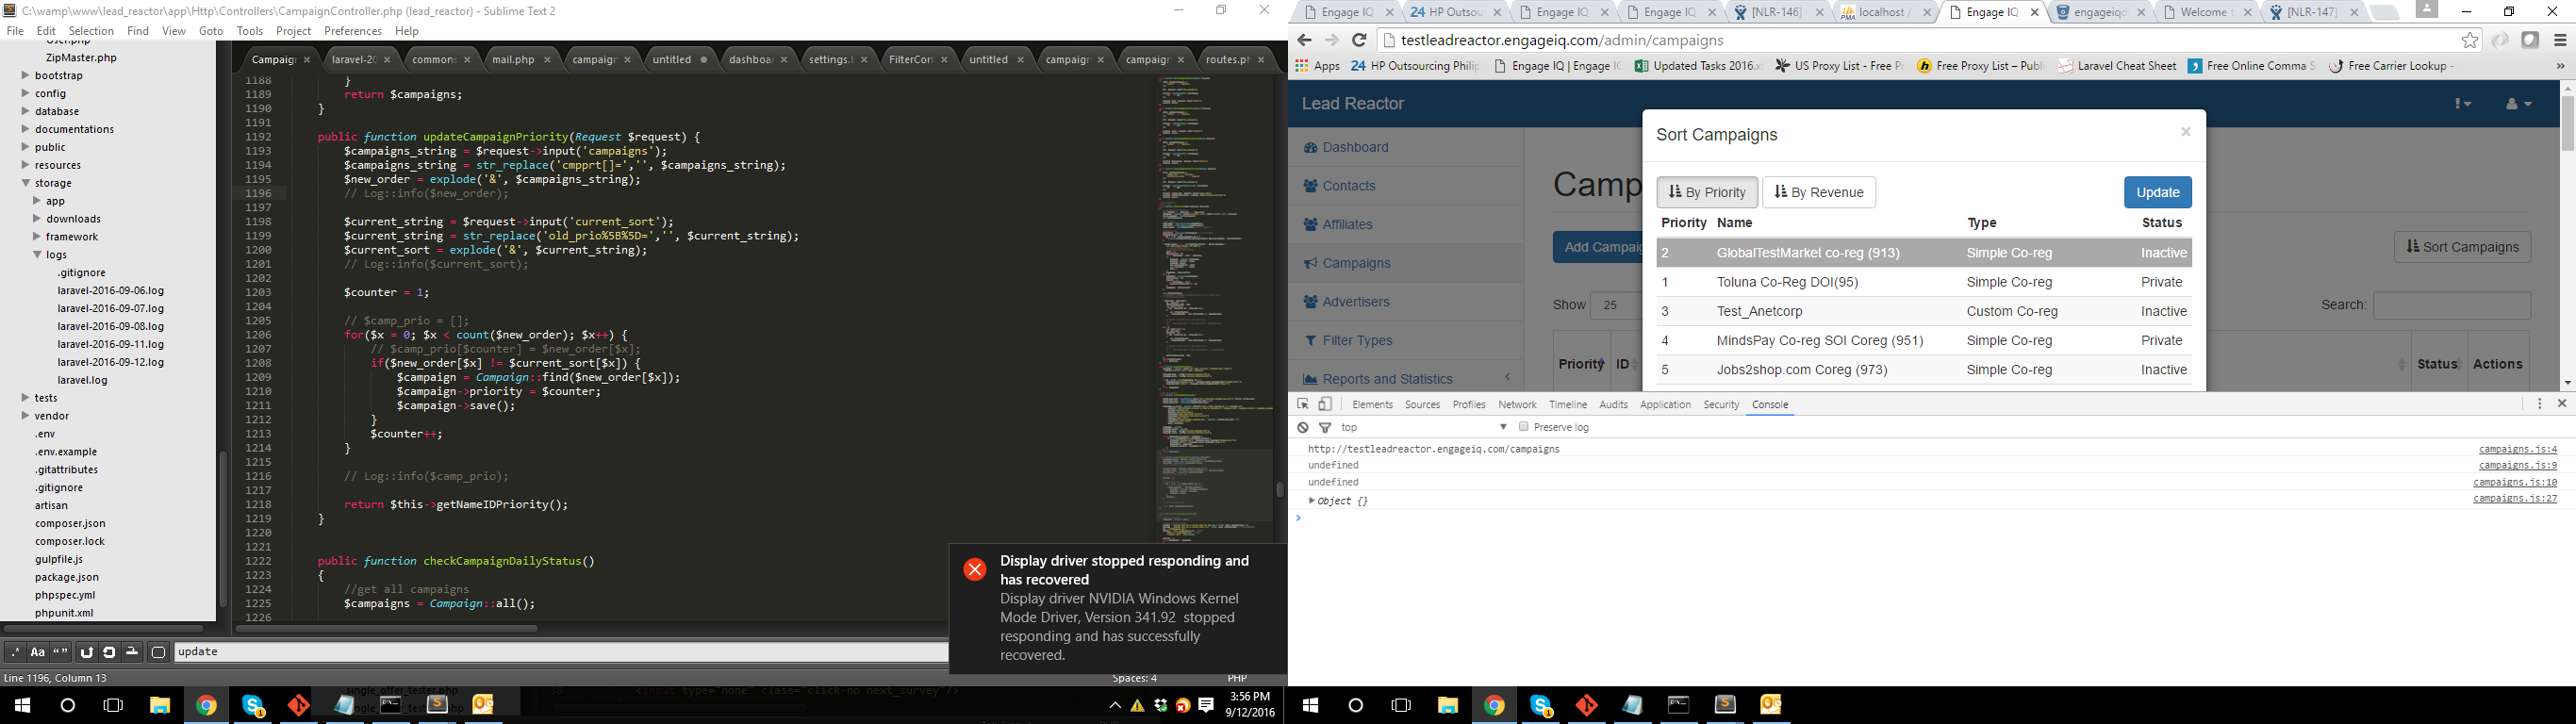 C:\wamp\www\lead_reactor\app\Http\Controllers\CampaignController.php (lead_reactor) - Sublime Text 2
File Edit Selection Find View Goto Tools Project Preferences Help
User.php
ZipMaster.php
bootstrap
config
database
documentations
public
resources
storage
app
downloads
framework
logs
.gitignore
laravel-2016-09-06.log
laravel-2016-09-07.log
laravel-2016-09-08.log
laravel-2016-09-11.log
laravel-2016-09-12.log
laravel.log
tests
vendor
.env
.env.example
.gitattributes
.gitignore
artisan
composer.json
composer.lock
gulpfile.js
package.json
phpspec.yml
phpunit.xml
Campaign laravel-20 commons mail.php campaign untitled dashboa settings. FilterCon untitled campaign campaign routes.ph
1188 }
1189 return $campaigns;
1190 }
1191
1192 public function updateCampaignPriority(Request $request) {
1193 $campaigns_string = $request->input('campaigns');
1194 $campaigns_string = str_replace('cmpprt[]=','', $campaigns_string);
1195 $new_order = explode('&', $campaigns_string);
1196 // Log::info($new_order);
1197
1198 $current_string = $request->input('current_sort');
1199 $current_string = str_replace('old_prio%5B%5D=','', $current_string);
1200 $current_sort = explode('&', $current_string);
1201 // Log::info($current_sort);
1202
1203 $counter = 1;
1204
1205 // $camp_prio = [];
1206 for($x = 0; $x < count($new_order); $x++) {
1207 // $camp_prio[$counter] = $new_order[$x];
1208 if($new_order[$x] != $current_sort[$x]) {
1209 $campaign = Campaign::find($new_order[$x]);
1210 $campaign->priority = $counter;
1211 $campaign->save();
1212 }
1213 $counter++;
1214 }
1215
1216 // Log::info($camp_prio);
1217
1218 return $this->getNameIDPriority();
1219 }
1220
1221
1222 public function checkCampaignDailyStatus()
1223 {
1224 //get all campaigns
1225 $campaigns = Campaign::all();
1226
Display driver stopped responding and
has recovered
Display driver NVIDIA Windows Kernel
Mode Driver, Version 341.92 stopped
responding and has successfully
recovered.
.* Aa “ ” update
Line 1196, Column 13 Spaces: 4 PHP
single_offer_tester.php
38 <input type="none" class="click-no next_survey"/>
3:56 PM
9/12/2016
Engage IQ 24 HP Outsou Engage IQ Engage IQ [NLR-146] localhost / Engage IQ engageiqd Welcome [NLR-147]
testleadreactor.engageiq.com/admin/campaigns
Apps 24 HP Outsourcing Philip Engage IQ | Engage IQ Updated Tasks 2016.x US Proxy List - Free P Free Proxy List – Publi Laravel Cheat Sheet Free Online Comma S Free Carrier Lookup - »
Lead Reactor
Dashboard
Contacts
Affiliates
Campaigns
Advertisers
Filter Types
Reports and Statistics
Camp
Add Campaig
Sort Campaigns
Show 25
Search:
Priority ID Status Actions
Sort Campaigns ×
By Priority By Revenue Update
Priority Name Type Status
2 GlobalTestMarket co-reg (913) Simple Co-reg Inactive
1 Toluna Co-Reg DOI(95) Simple Co-reg Private
3 Test_Anetcorp Custom Co-reg Inactive
4 MindsPay Co-reg SOI Coreg (951) Simple Co-reg Private
5 Jobs2shop.com Coreg (973) Simple Co-reg Inactive
Elements Sources Profiles Network Timeline Audits Application Security Console
top Preserve log
http://testleadreactor.engageiq.com/campaigns campaigns.js:4
undefined campaigns.js:9
undefined campaigns.js:10
Object {} campaigns.js:27